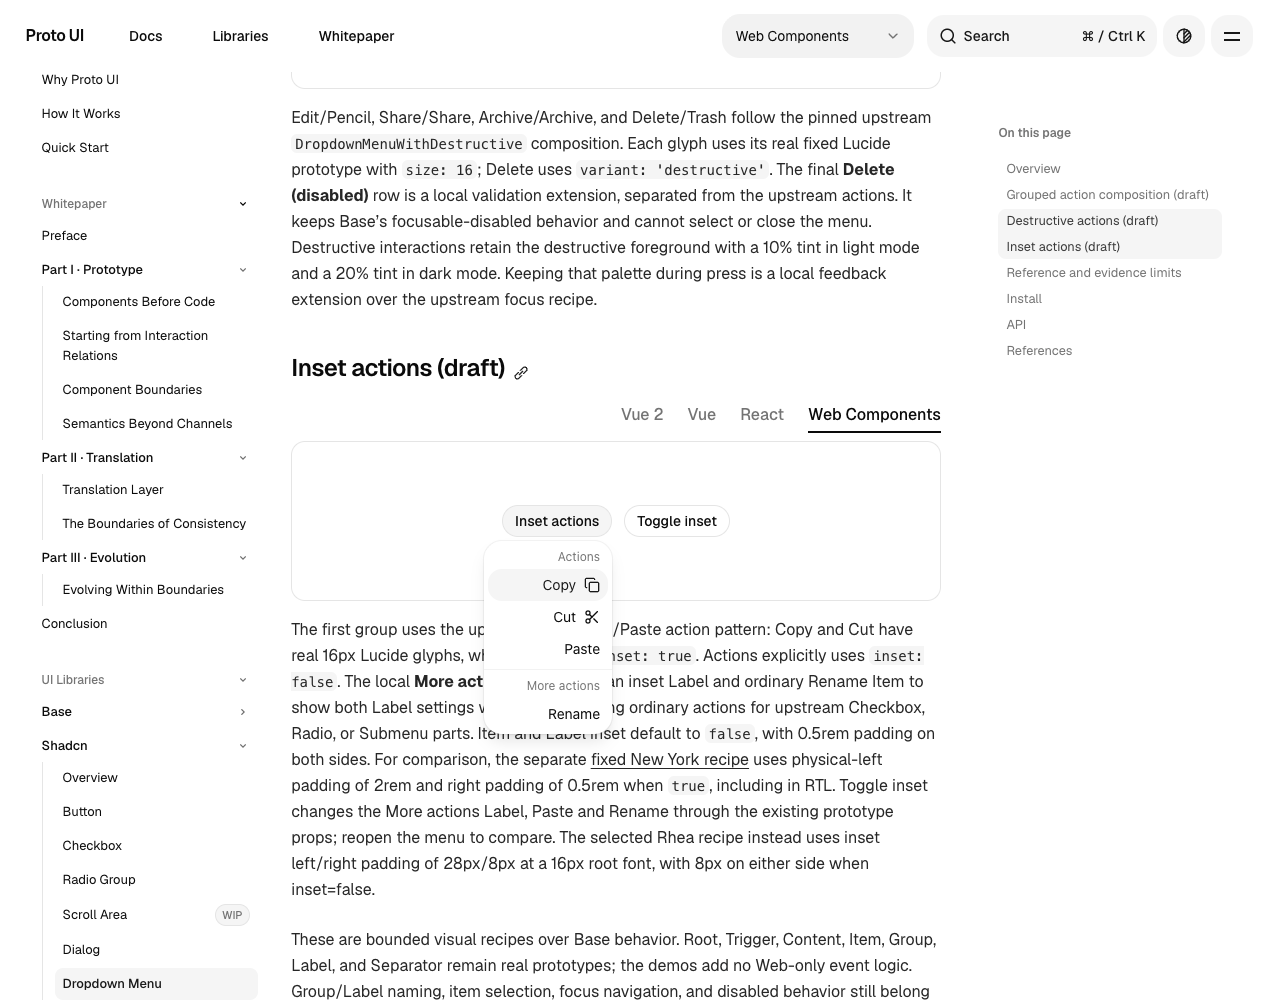 Proto UI
Docs
Libraries
Whitepaper
Web Components
Search
⌘ / Ctrl K
Why Proto UI
How It Works
Quick Start
Whitepaper
Preface
Part I · Prototype
Components Before Code
Starting from Interaction
Relations
Component Boundaries
Semantics Beyond Channels
Part II · Translation
Translation Layer
The Boundaries of Consistency
Part III · Evolution
Evolving Within Boundaries
Conclusion
UI Libraries
Base
Shadcn
Overview
Button
Checkbox
Radio Group
Scroll Area
WIP
Dialog
Dropdown Menu
Edit/Pencil, Share/Share, Archive/Archive, and Delete/Trash follow the pinned upstream
DropdownMenuWithDestructive composition. Each glyph uses its real fixed Lucide
prototype with size: 16; Delete uses variant: 'destructive'. The final Delete
(disabled) row is a local validation extension, separated from the upstream actions. It
keeps Base’s focusable-disabled behavior and cannot select or close the menu.
Destructive interactions retain the destructive foreground with a 10% tint in light mode
and a 20% tint in dark mode. Keeping that palette during press is a local feedback
extension over the upstream focus recipe.
Inset actions (draft)
Vue 2
Vue
React
Web Components
Inset actions
Toggle inset
Actions
Copy
Cut
Paste
More actions
Rename
The first group uses the up /Paste action pattern: Copy and Cut have
real 16px Lucide glyphs, nset: true. Actions explicitly uses inset:
false. The local More act an inset Label and ordinary Rename Item to
show both Label settings ordinary actions for upstream Checkbox,
Radio, or Submenu parts. Item and Label inset default to false, with 0.5rem padding on
both sides. For comparison, the separate fixed New York recipe uses physical-left
padding of 2rem and right padding of 0.5rem when true, including in RTL. Toggle inset
changes the More actions Label, Paste and Rename through the existing prototype
props; reopen the menu to compare. The selected Rhea recipe instead uses inset
left/right padding of 28px/8px at a 16px root font, with 8px on either side when
inset=false.
These are bounded visual recipes over Base behavior. Root, Trigger, Content, Item, Group,
Label, and Separator remain real prototypes; the demos add no Web-only event logic.
Group/Label naming, item selection, focus navigation, and disabled behavior still belong
On this page
Overview
Grouped action composition (draft)
Destructive actions (draft)
Inset actions (draft)
Reference and evidence limits
Install
API
References